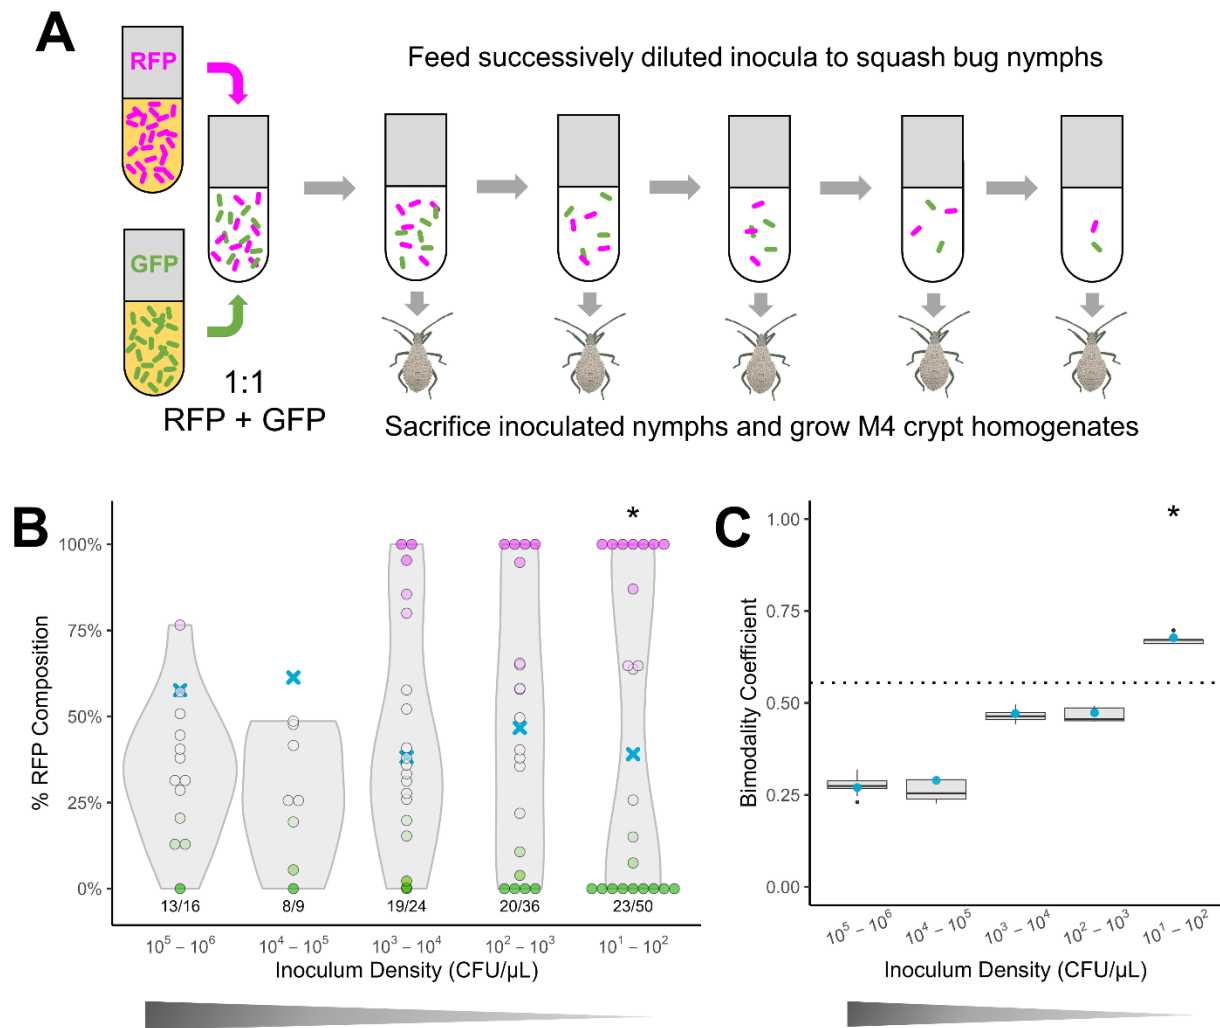 A
RFP
Feed successively diluted inocula to squash bug nymphs
GFP
1:1
RFP + GFP
Sacrifice inoculated nymphs and grow M4 crypt homogenates
B
% RFP Composition
100%
75%
50%
25%
0%
*
13/16
8/9
19/24
20/36
23/50
10⁵ – 10⁶
10⁴ – 10⁵
10³ – 10⁴
10² – 10³
10¹ – 10²
Inoculum Density (CFU/µL)
C
Bimodality Coefficient
1.00
0.75
0.50
0.25
0.00
*
10⁵ – 10⁶
10⁴ – 10⁵
10³ – 10⁴
10² – 10³
10¹ – 10²
Inoculum Density (CFU/µL)